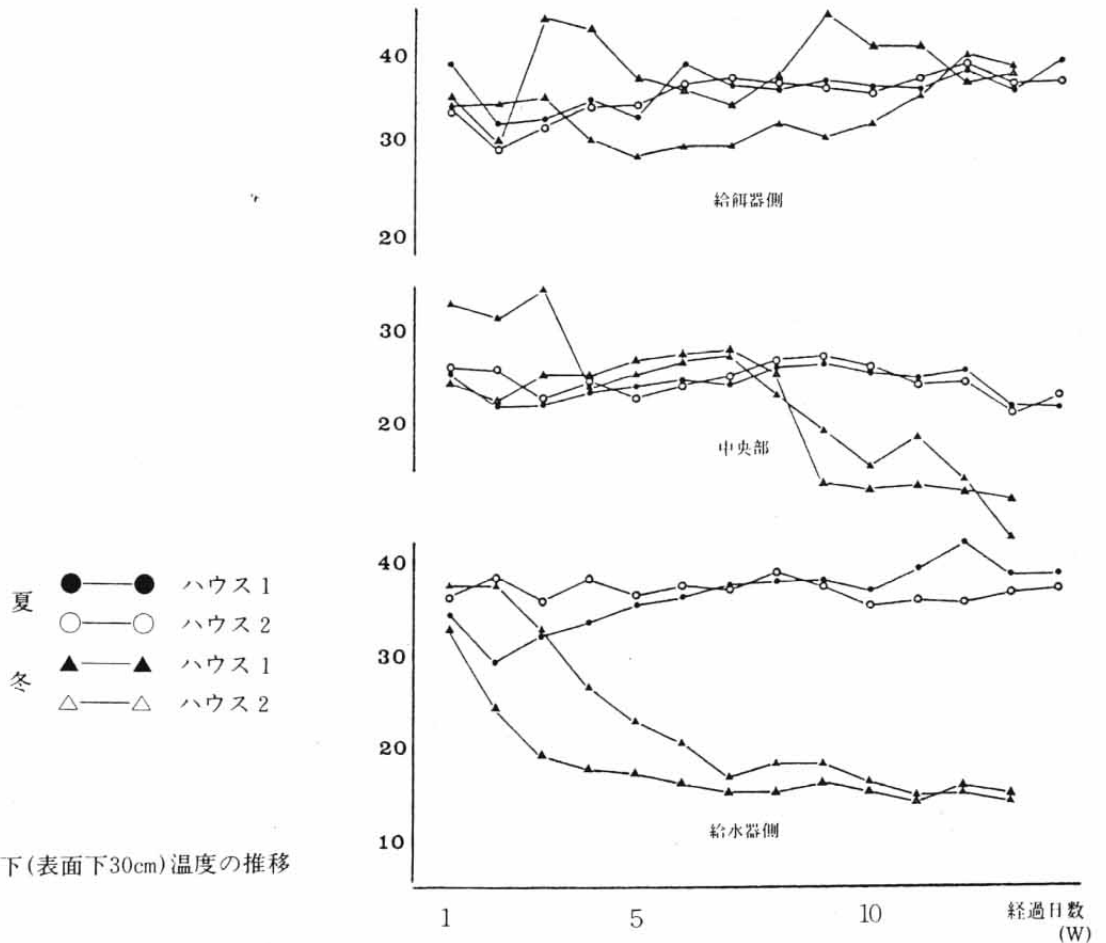 40
30
20
給餌器側
30
20
中央部
40
30
20
10
給水器側
夏
ハウス1
ハウス2
冬
ハウス1
ハウス2
下(表面下30cm)温度の推移
1
5
10
経過日数
(W)